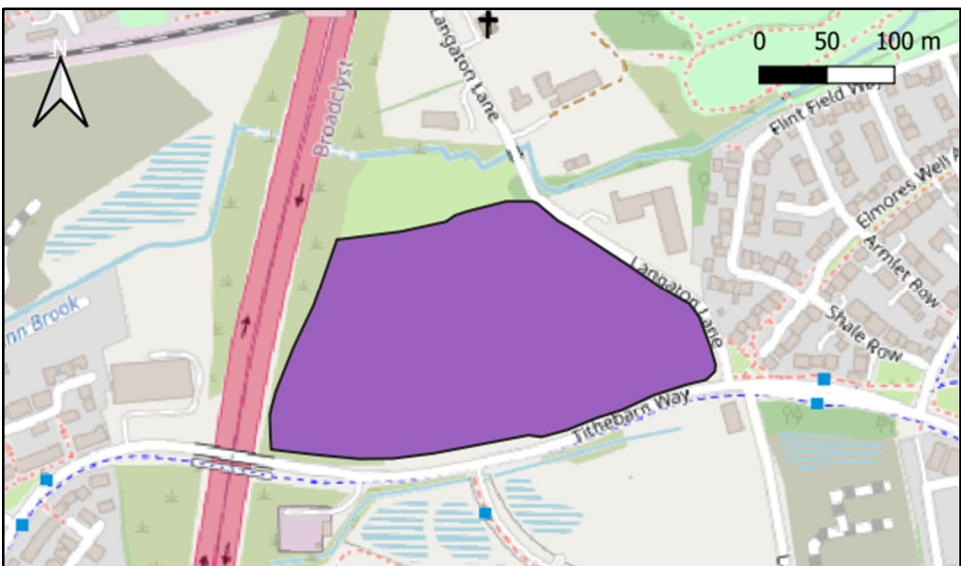 N
0 50 100 m
Langaton Lane
Broadclyst
Flint Field Way
Elmores Well A
Armlet Row
Langaton Lane
Shale Row
nn Brook
Tithebarn Way
L